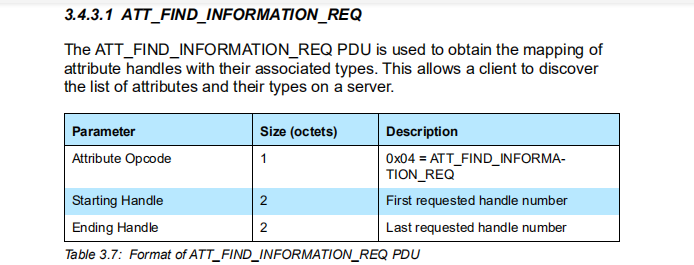 3.4.3.1 ATT_FIND_INFORMATION_REQ
The ATT_FIND_INFORMATION_REQ PDU is used to obtain the mapping of
attribute handles with their associated types. This allows a client to discover
the list of attributes and their types on a server.
Parameter Size (octets) Description
Attribute Opcode 1 0x04 = ATT_FIND_INFORMA-
TION_REQ
Starting Handle 2 First requested handle number
Ending Handle 2 Last requested handle number
Table 3.7: Format of ATT_FIND_INFORMATION_REQ PDU